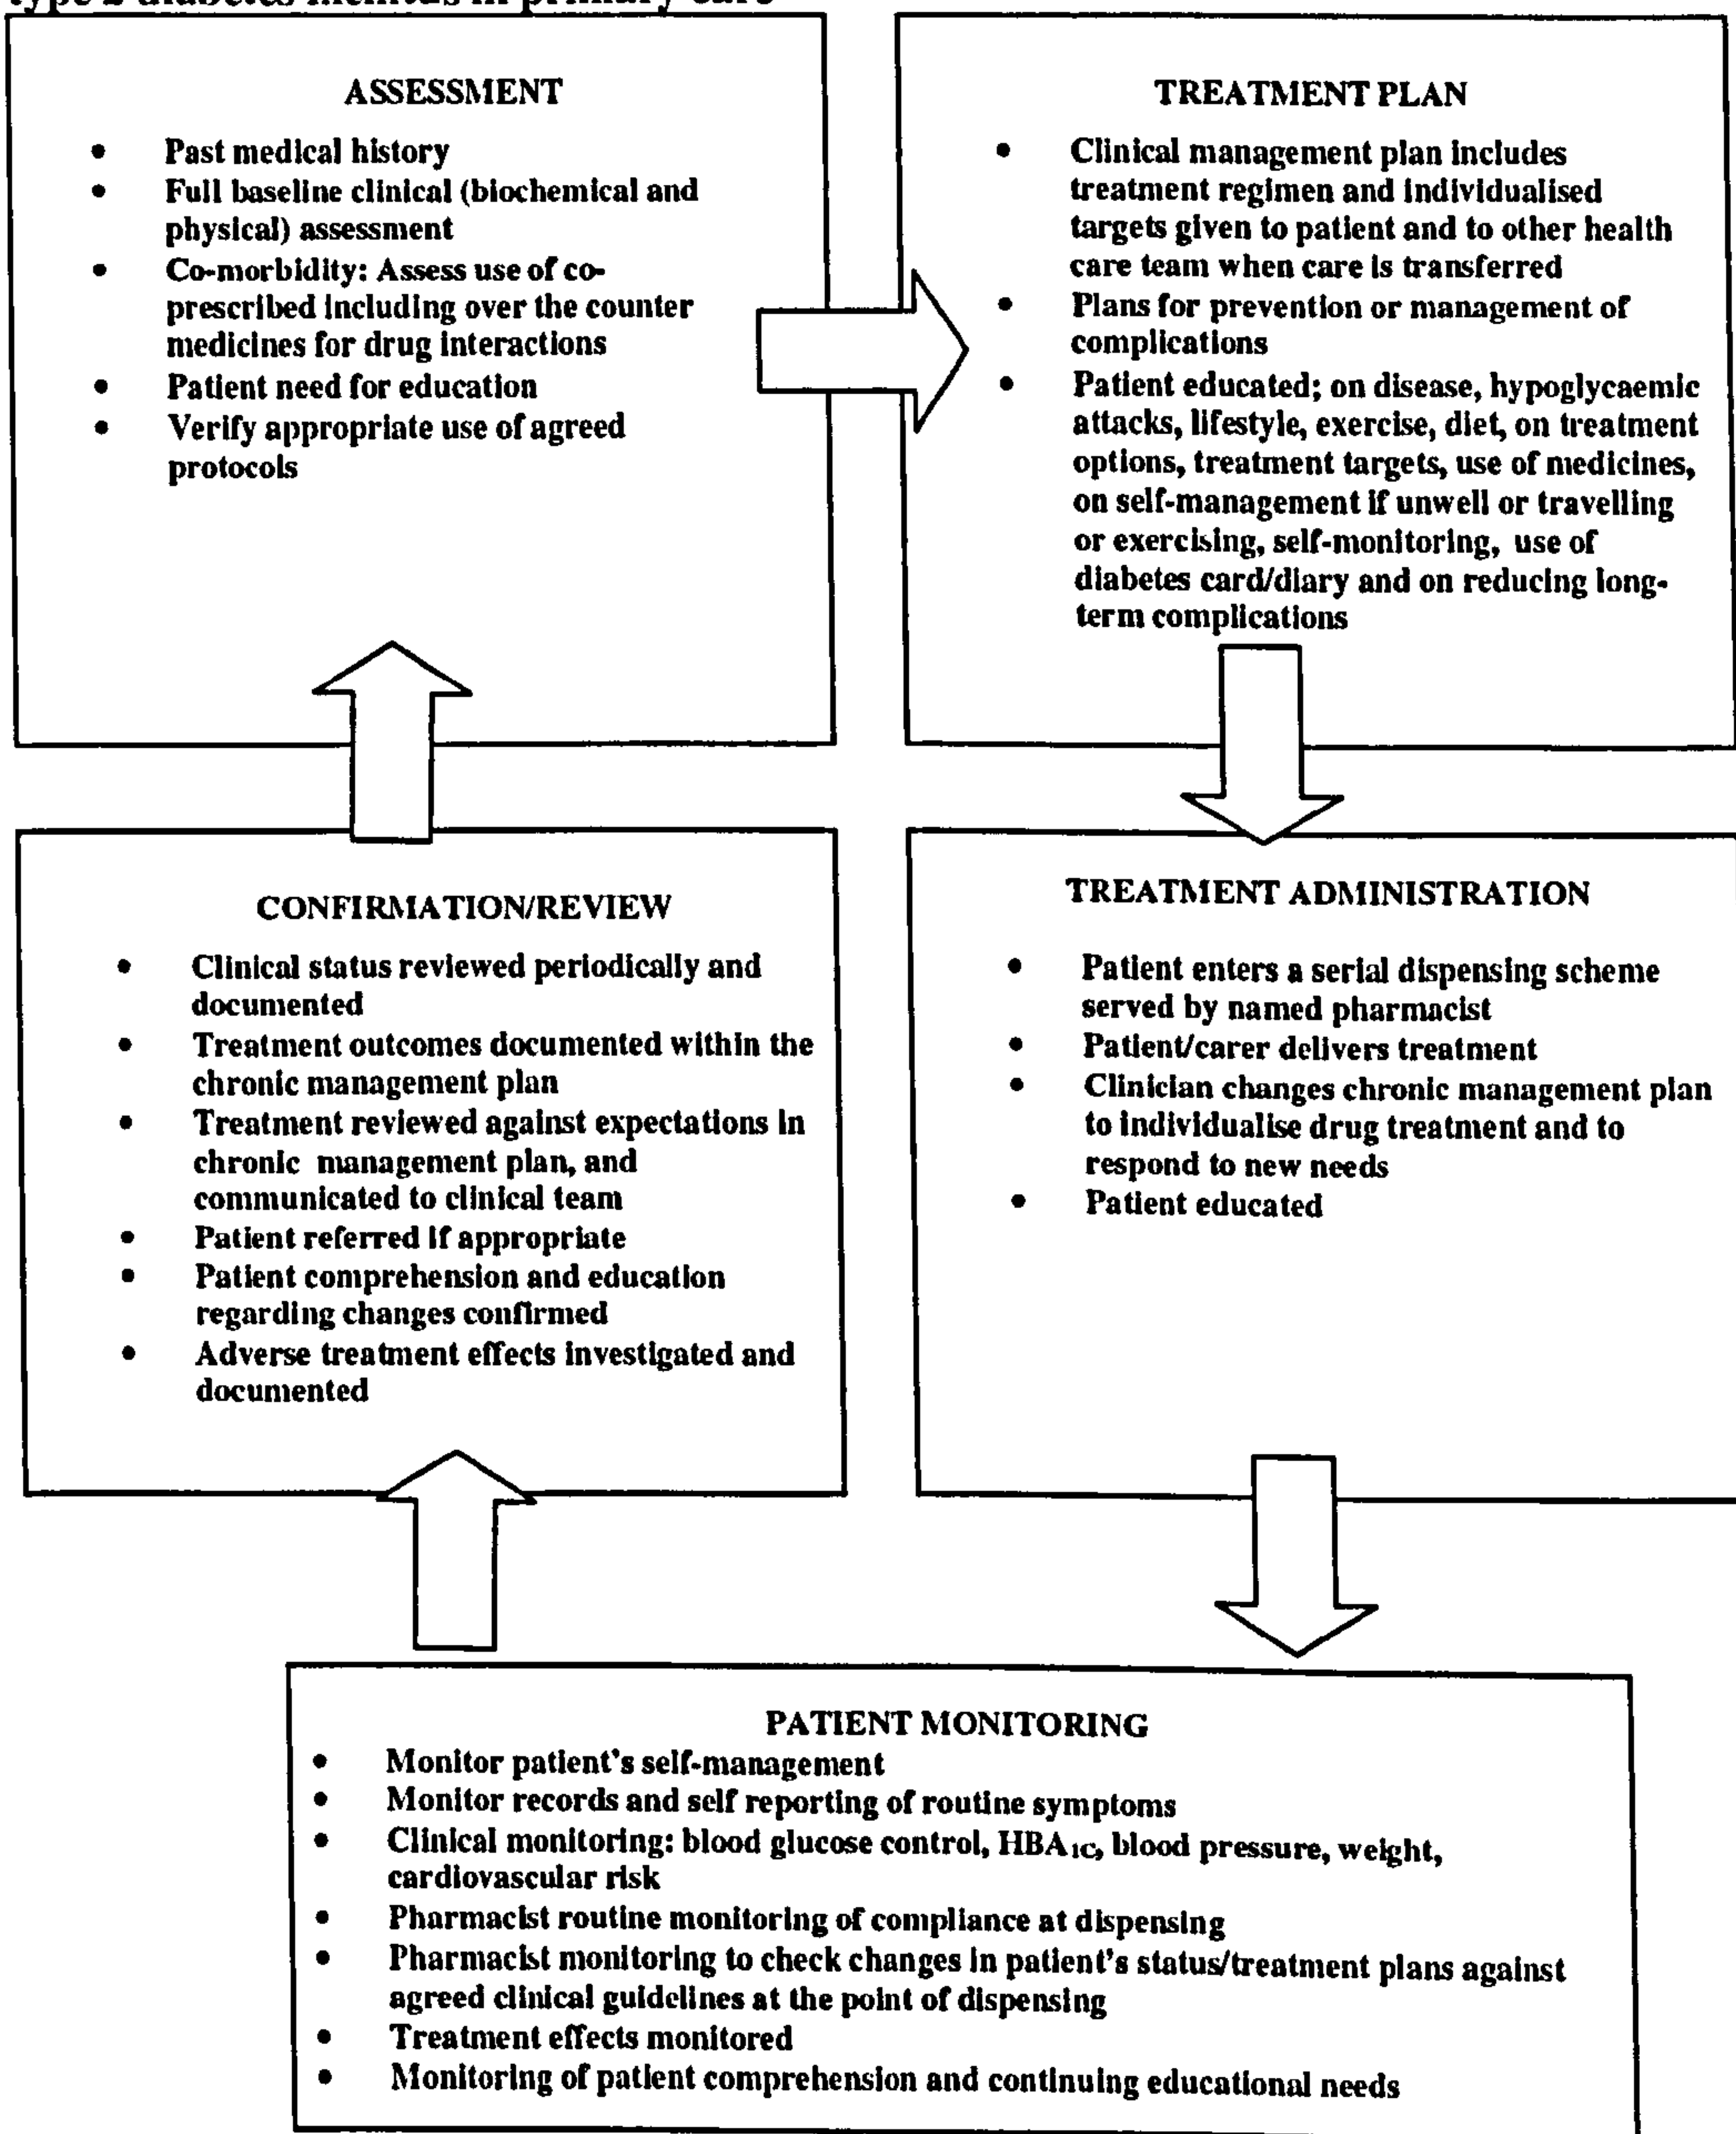 type 2 diabetes mellitus in primary care
ASSESSMENT
• Past medical history
• Full baseline clinical (biochemical and
physical) assessment
• Co-morbidity: Assess use of co-
prescribed including over the counter
medicines for drug interactions
• Patient need for education
• Verify appropriate use of agreed
protocols
TREATMENT PLAN
• Clinical management plan includes
treatment regimen and individualised
targets given to patient and to other health
care team when care is transferred
• Plans for prevention or management of
complications
• Patient educated; on disease, hypoglycaemic
attacks, lifestyle, exercise, diet, on treatment
options, treatment targets, use of medicines,
on self-management if unwell or travelling
or exercising, self-monitoring, use of
diabetes card/diary and on reducing long-
term complications
CONFIRMATION/REVIEW
• Clinical status reviewed periodically and
documented
• Treatment outcomes documented within the
chronic management plan
• Treatment reviewed against expectations in
chronic management plan, and
communicated to clinical team
• Patient referred if appropriate
• Patient comprehension and education
regarding changes confirmed
• Adverse treatment effects investigated and
documented
TREATMENT ADMINISTRATION
• Patient enters a serial dispensing scheme
served by named pharmacist
• Patient/carer delivers treatment
• Clinician changes chronic management plan
to individualise drug treatment and to
respond to new needs
• Patient educated
PATIENT MONITORING
• Monitor patient's self-management
• Monitor records and self reporting of routine symptoms
• Clinical monitoring: blood glucose control, HBA1C, blood pressure, weight,
cardiovascular risk
• Pharmacist routine monitoring of compliance at dispensing
• Pharmacist monitoring to check changes in patient's status/treatment plans against
agreed clinical guidelines at the point of dispensing
• Treatment effects monitored
• Monitoring of patient comprehension and continuing educational needs